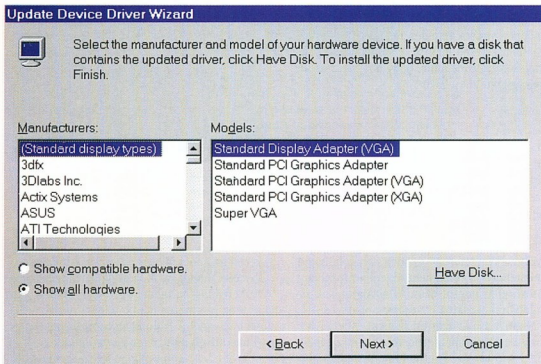 Update Device Driver Wizard
Select the manufacturer and model of your hardware device. If you have a disk that
contains the updated driver, click Have Disk. To install the updated driver, click
Finish.
Manufacturers:
(Standard display types)
3dfx
3Dlabs Inc.
Actix Systems
ASUS
ATI Technologies
Models:
Standard Display Adapter (VGA)
Standard PCI Graphics Adapter
Standard PCI Graphics Adapter (VGA)
Standard PCI Graphics Adapter (XGA)
Super VGA
Show compatible hardware.
Show all hardware.
Have Disk...
< Back
Next >
Cancel